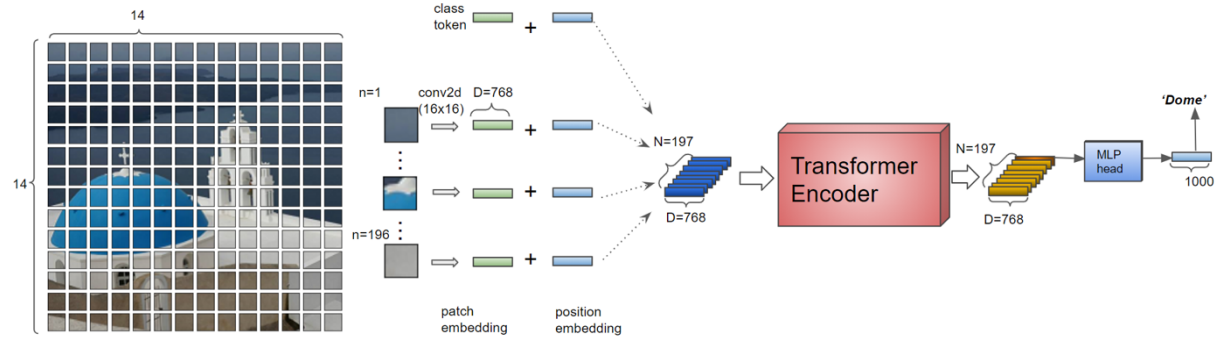 14
14
class
token
+
n=1
conv2d
(16x16)
D=768
+
+
n=196
+
patch
embedding
position
embedding
N=197
D=768
Transformer
Encoder
N=197
D=768
MLP
head
'Dome'
1000